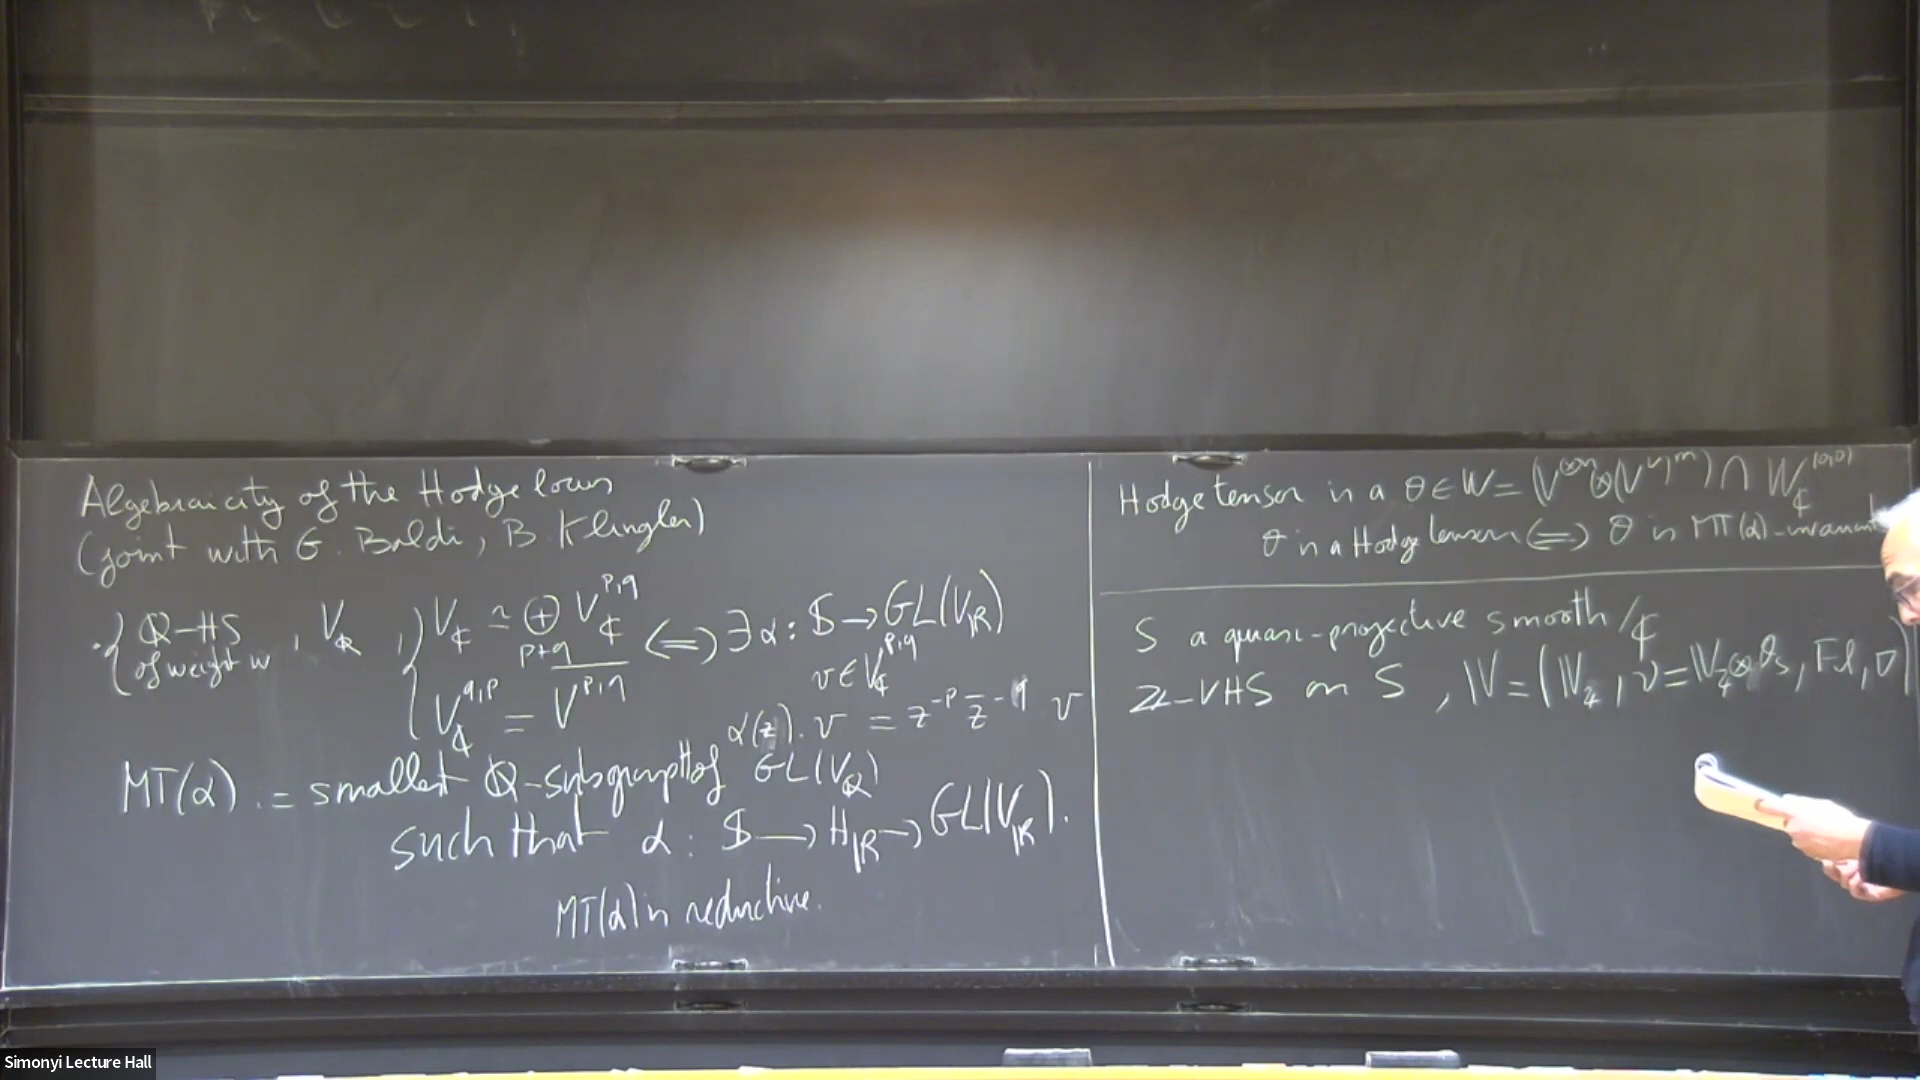 Algebraicity of the Hodge locus
(joint with G. Baldi, B. Klingler)
{ Q-HS of weight w , V_Q , { V_ℂ ≃ ⊕_{p+q} V_ℂ^{p,q} ⟺ ∃ α : 𝕊 → GL(V_ℝ)
V_ℂ^{q,p} = \overline{V^{p,q}}
v ∈ V_ℂ^{p,q}
α(z). v = z^{-p} \bar{z}^{-q} v
MT(α) := smallest Q-subgroup H of GL(V_Q)
such that α : 𝕊 → H_ℝ → GL(V_ℝ).
MT(α) is reductive.
Hodge tensor is a θ ∈ W = (V^{⊗n} ⊗ (V^∨)^m) ∩ W_ℂ^{(0,0)}
θ is a Hodge tensor ⟺ θ is MT(α)-invariant
S a quasi-projective smooth /ℂ
ℤ-VHS on S , 𝕍 = (𝕍_ℤ, 𝒱 = 𝕍_ℤ ⊗ 𝒪_S, Fil, ∇)
Simonyi Lecture Hall